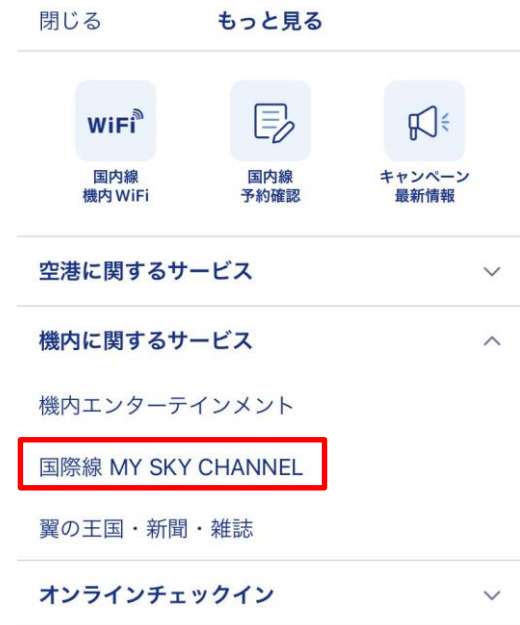 閉じる
もっと見る
WiFi
国内線
機内WiFi
国内線
予約確認
キャンペーン
最新情報
空港に関するサービス
機内に関するサービス
機内エンターテインメント
国際線 MY SKY CHANNEL
翼の王国・新聞・雑誌
オンラインチェックイン